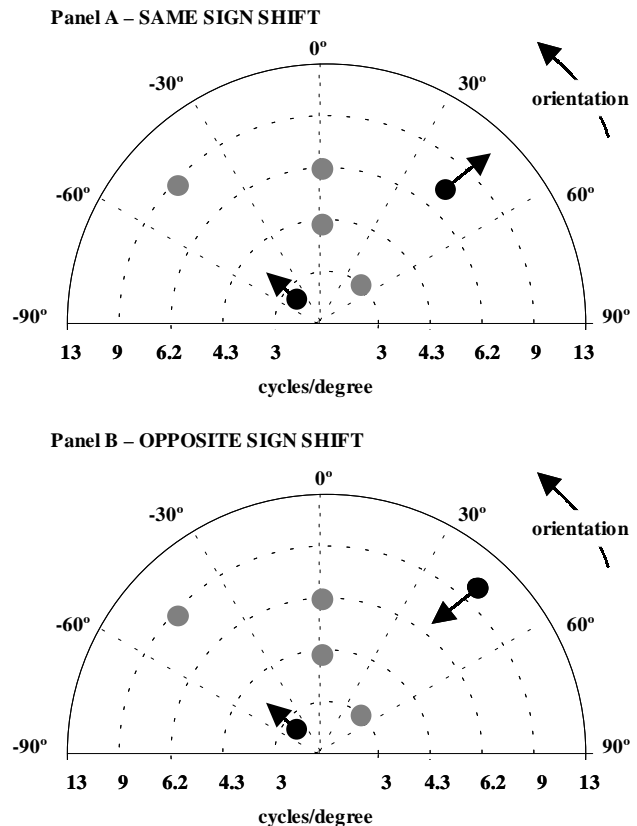 Panel A – SAME SIGN SHIFT
0º
-30º
30º
orientation
-60º
60º
-90º
90º
13 9 6.2 4.3 3 3 4.3 6.2 9 13
cycles/degree
Panel B – OPPOSITE SIGN SHIFT
0º
-30º
30º
orientation
-60º
60º
-90º
90º
13 9 6.2 4.3 3 3 4.3 6.2 9 13
cycles/degree